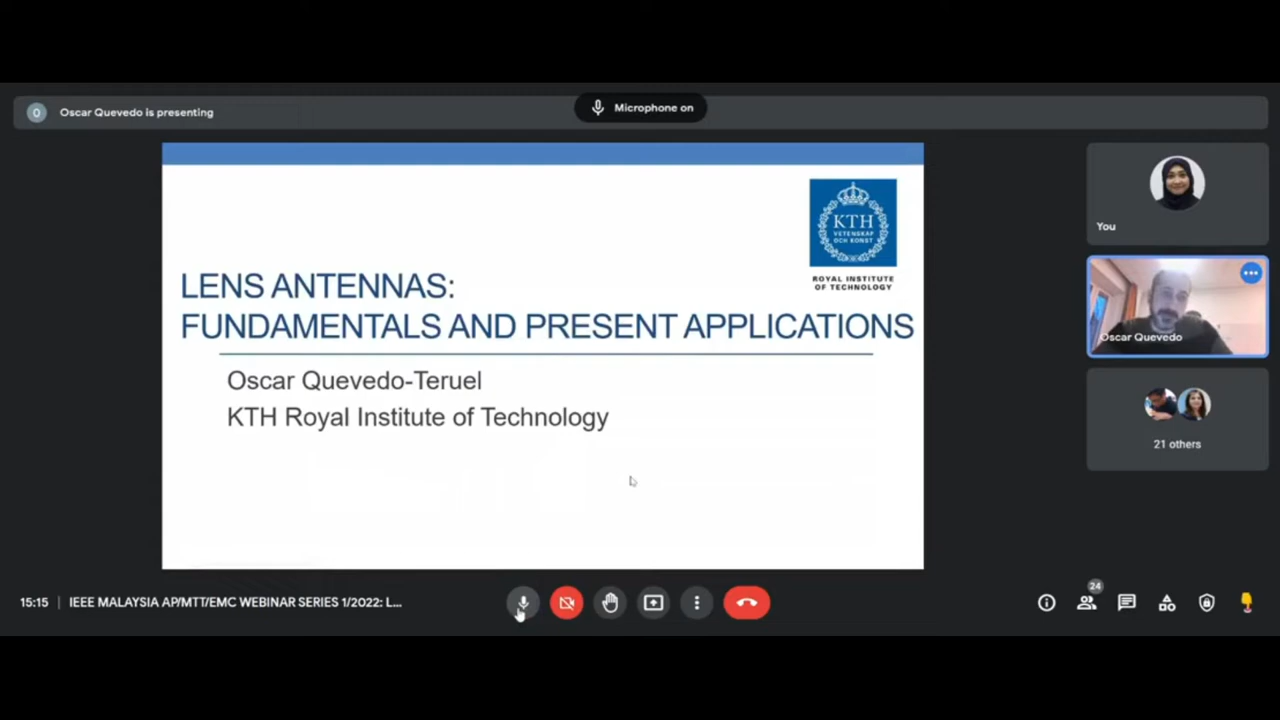 O
Oscar Quevedo is presenting
Microphone on
KTH
VETENSKAP
OCH KONST
ROYAL INSTITUTE
OF TECHNOLOGY
LENS ANTENNAS:
FUNDAMENTALS AND PRESENT APPLICATIONS
Oscar Quevedo-Teruel
KTH Royal Institute of Technology
You
Oscar Quevedo
21 others
15:15 | IEEE MALAYSIA AP/MTT/EMC WEBINAR SERIES 1/2022: L...
24